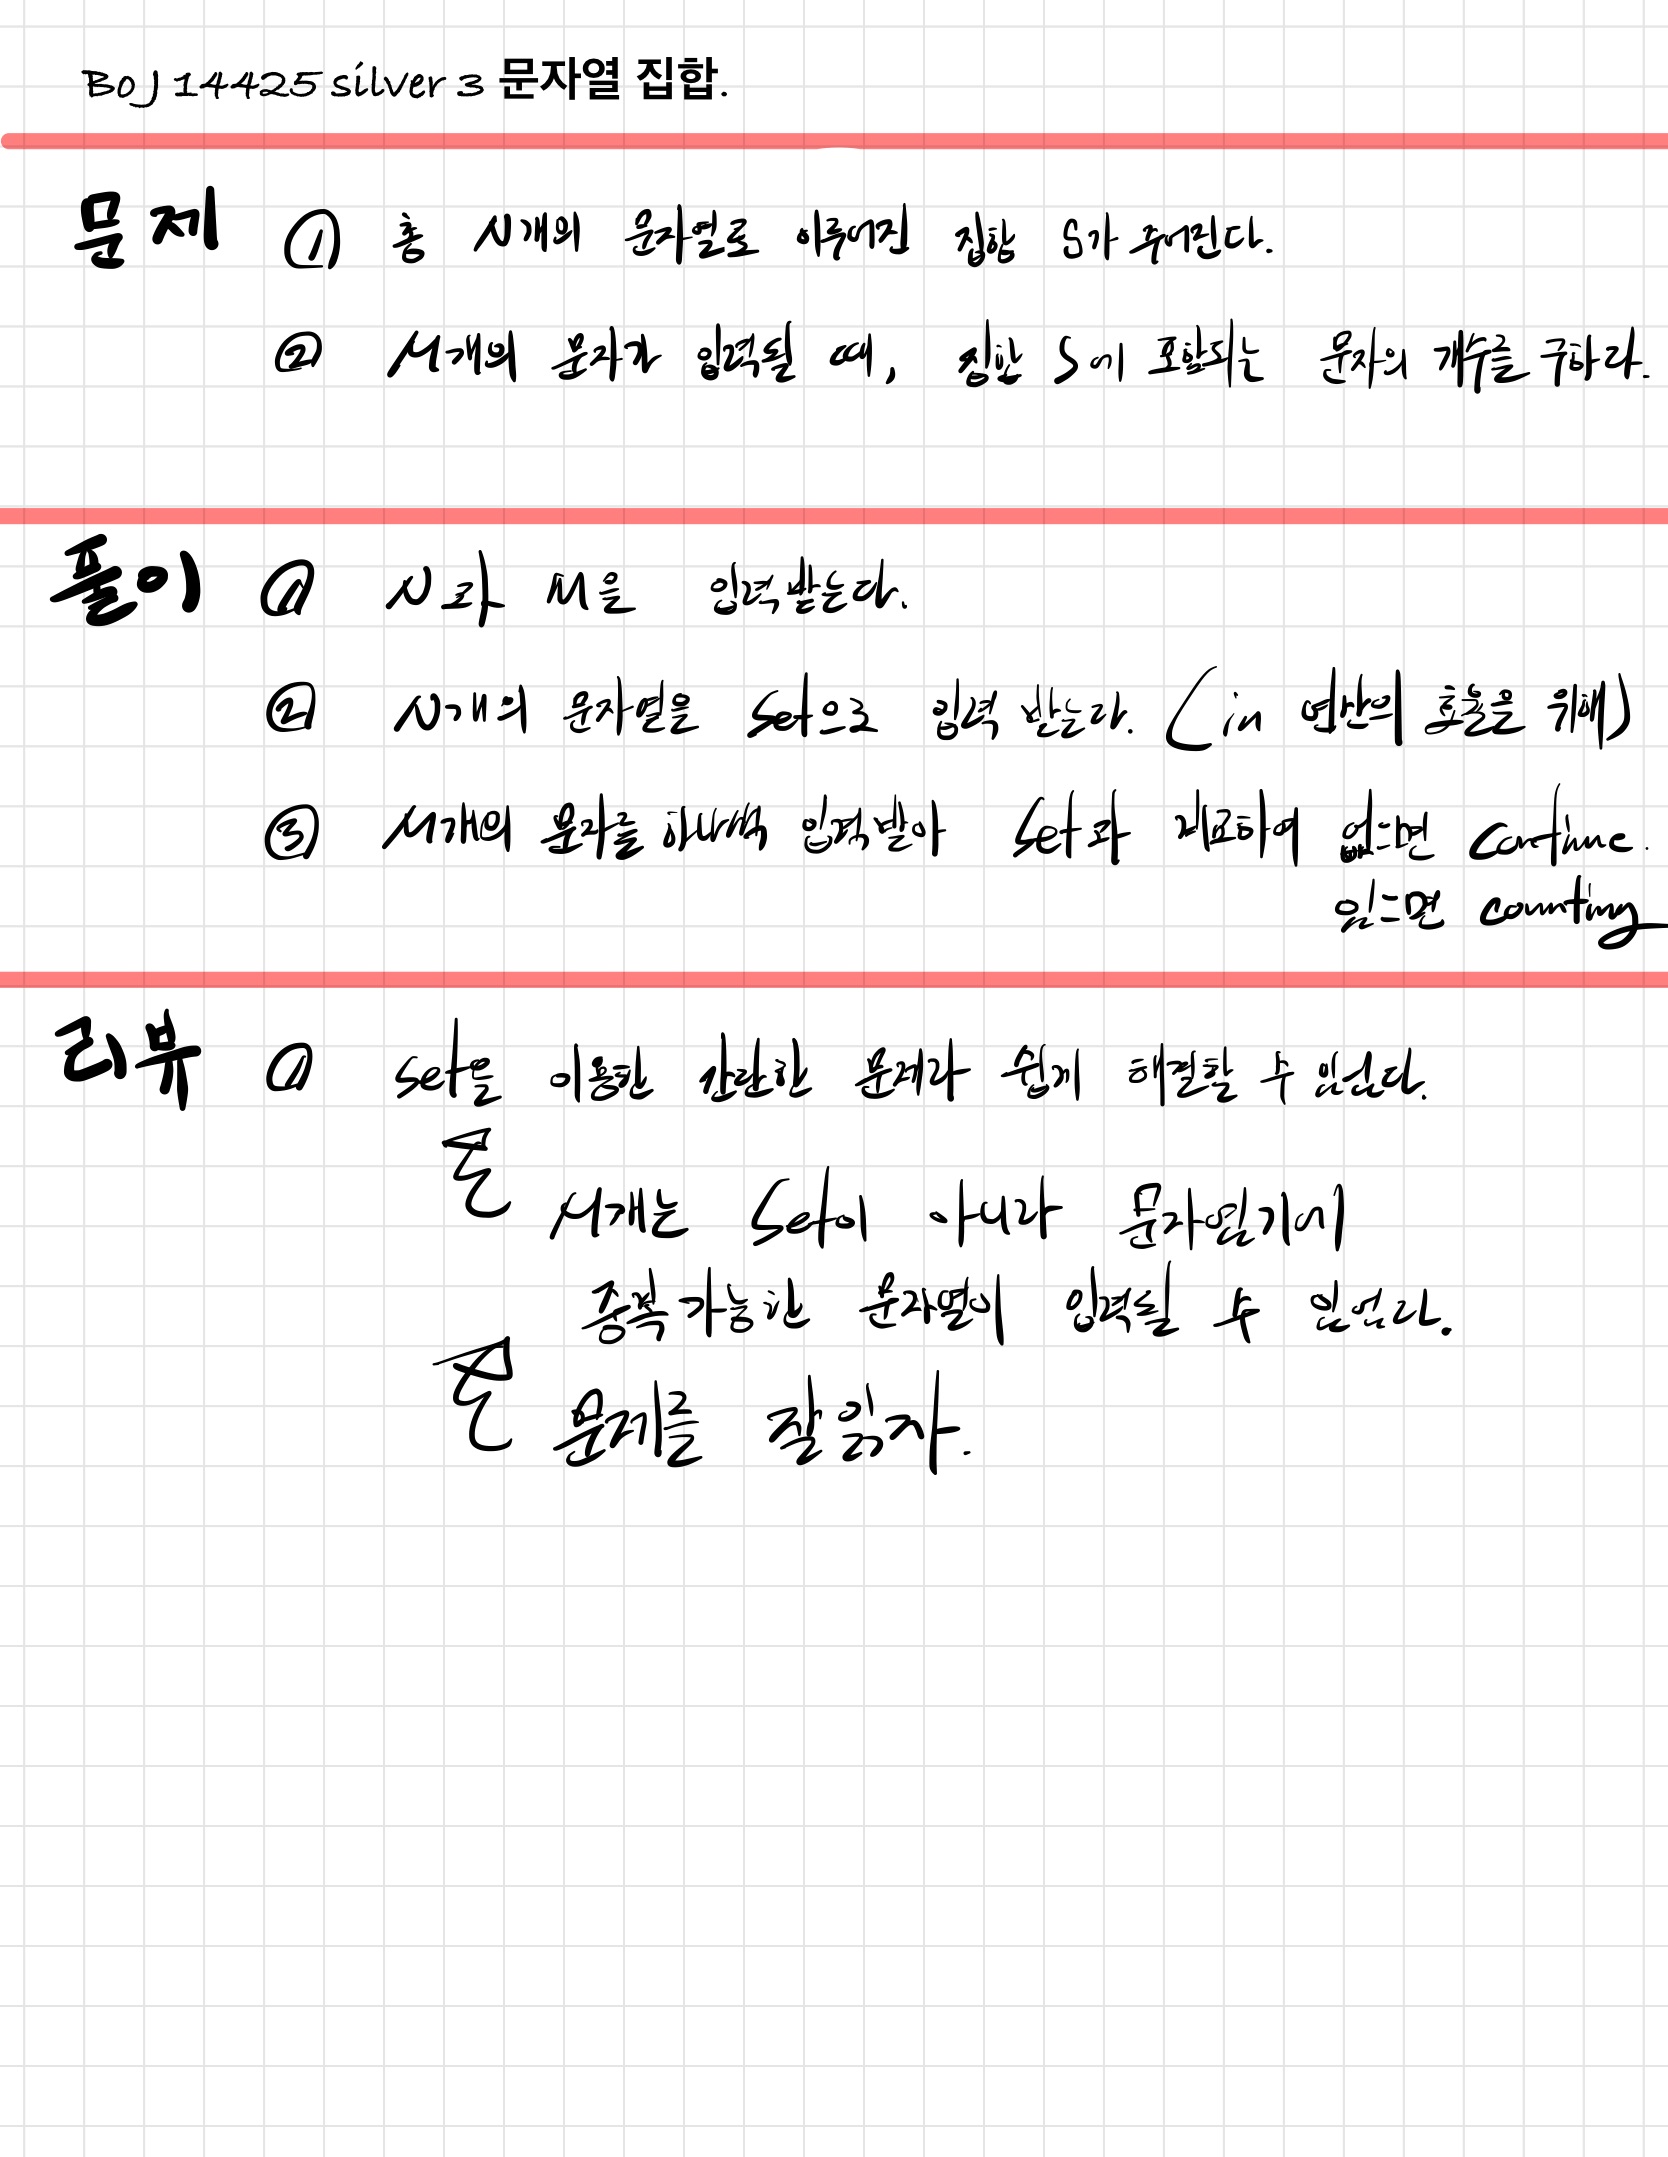 BOJ 14425 silver 3 문자열 집합.
문제 ① 총 N개의 문자열로 이루어진 집합 S가 주어진다.
② M개의 문자가 입력될 때, 집합 S에 포함되는 문자의 개수를 구하라.
풀이 ① N과 M을 입력받는다.
② N개의 문자열을 Set으로 입력 받는다. (in 연산의 효율을 위해)
③ M개의 문자를 하나씩 입력받아 Set과 비교하여 없으면 continue.
있으면 counting
리뷰 ① set을 이용한 간단한 문제라 쉽게 해결할 수 있었다.
M개는 Set이 아니라 문자열기에
중복가능한 문자열이 입력될 수 있었다.
문제를 잘 읽자.